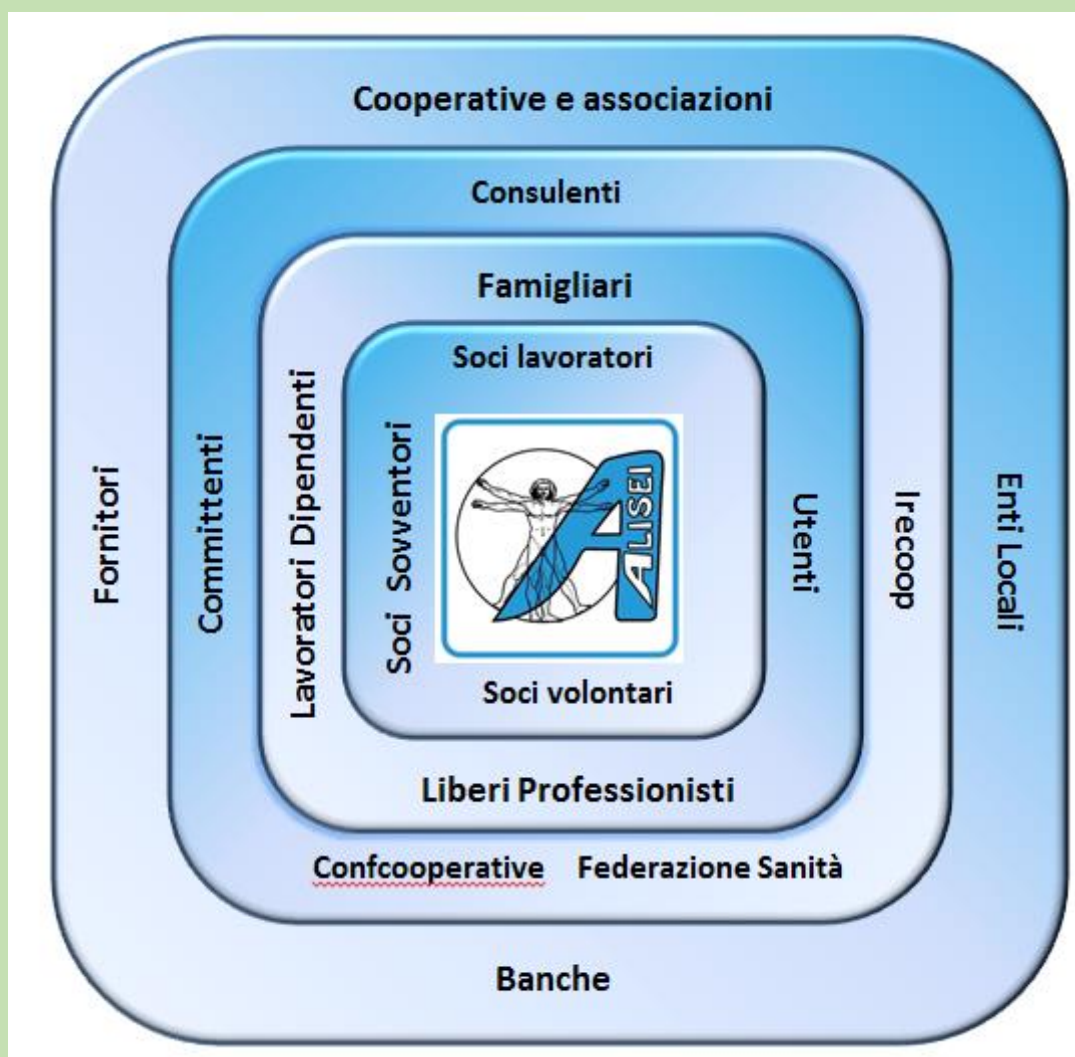 Cooperative e associazioni
Consulenti
Famigliari
Soci lavoratori
Fornitori
Committenti
Lavoratori Dipendenti
Soci Sovventori
ALISEI
Utenti
Irecoop
Enti Locali
Soci volontari
Liberi Professionisti
Confcooperative Federazione Sanità
Banche